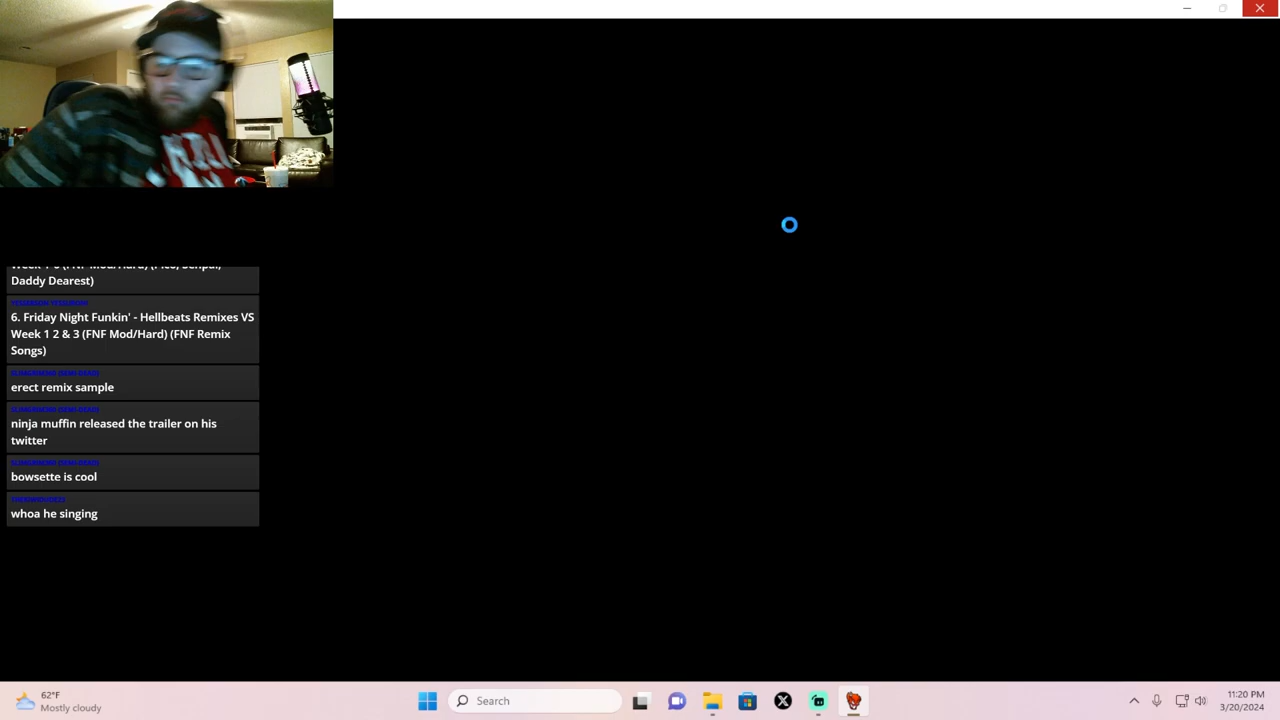 Daddy Dearest)
6. Friday Night Funkin' - Hellbeats Remixes VS
Week 1 2 & 3 (FNF Mod/Hard) (FNF Remix
Songs)
erect remix sample
ninja muffin released the trailer on his
twitter
bowsette is cool
whoa he singing
62°F
Mostly cloudy
Search
11:20 PM
3/20/2024